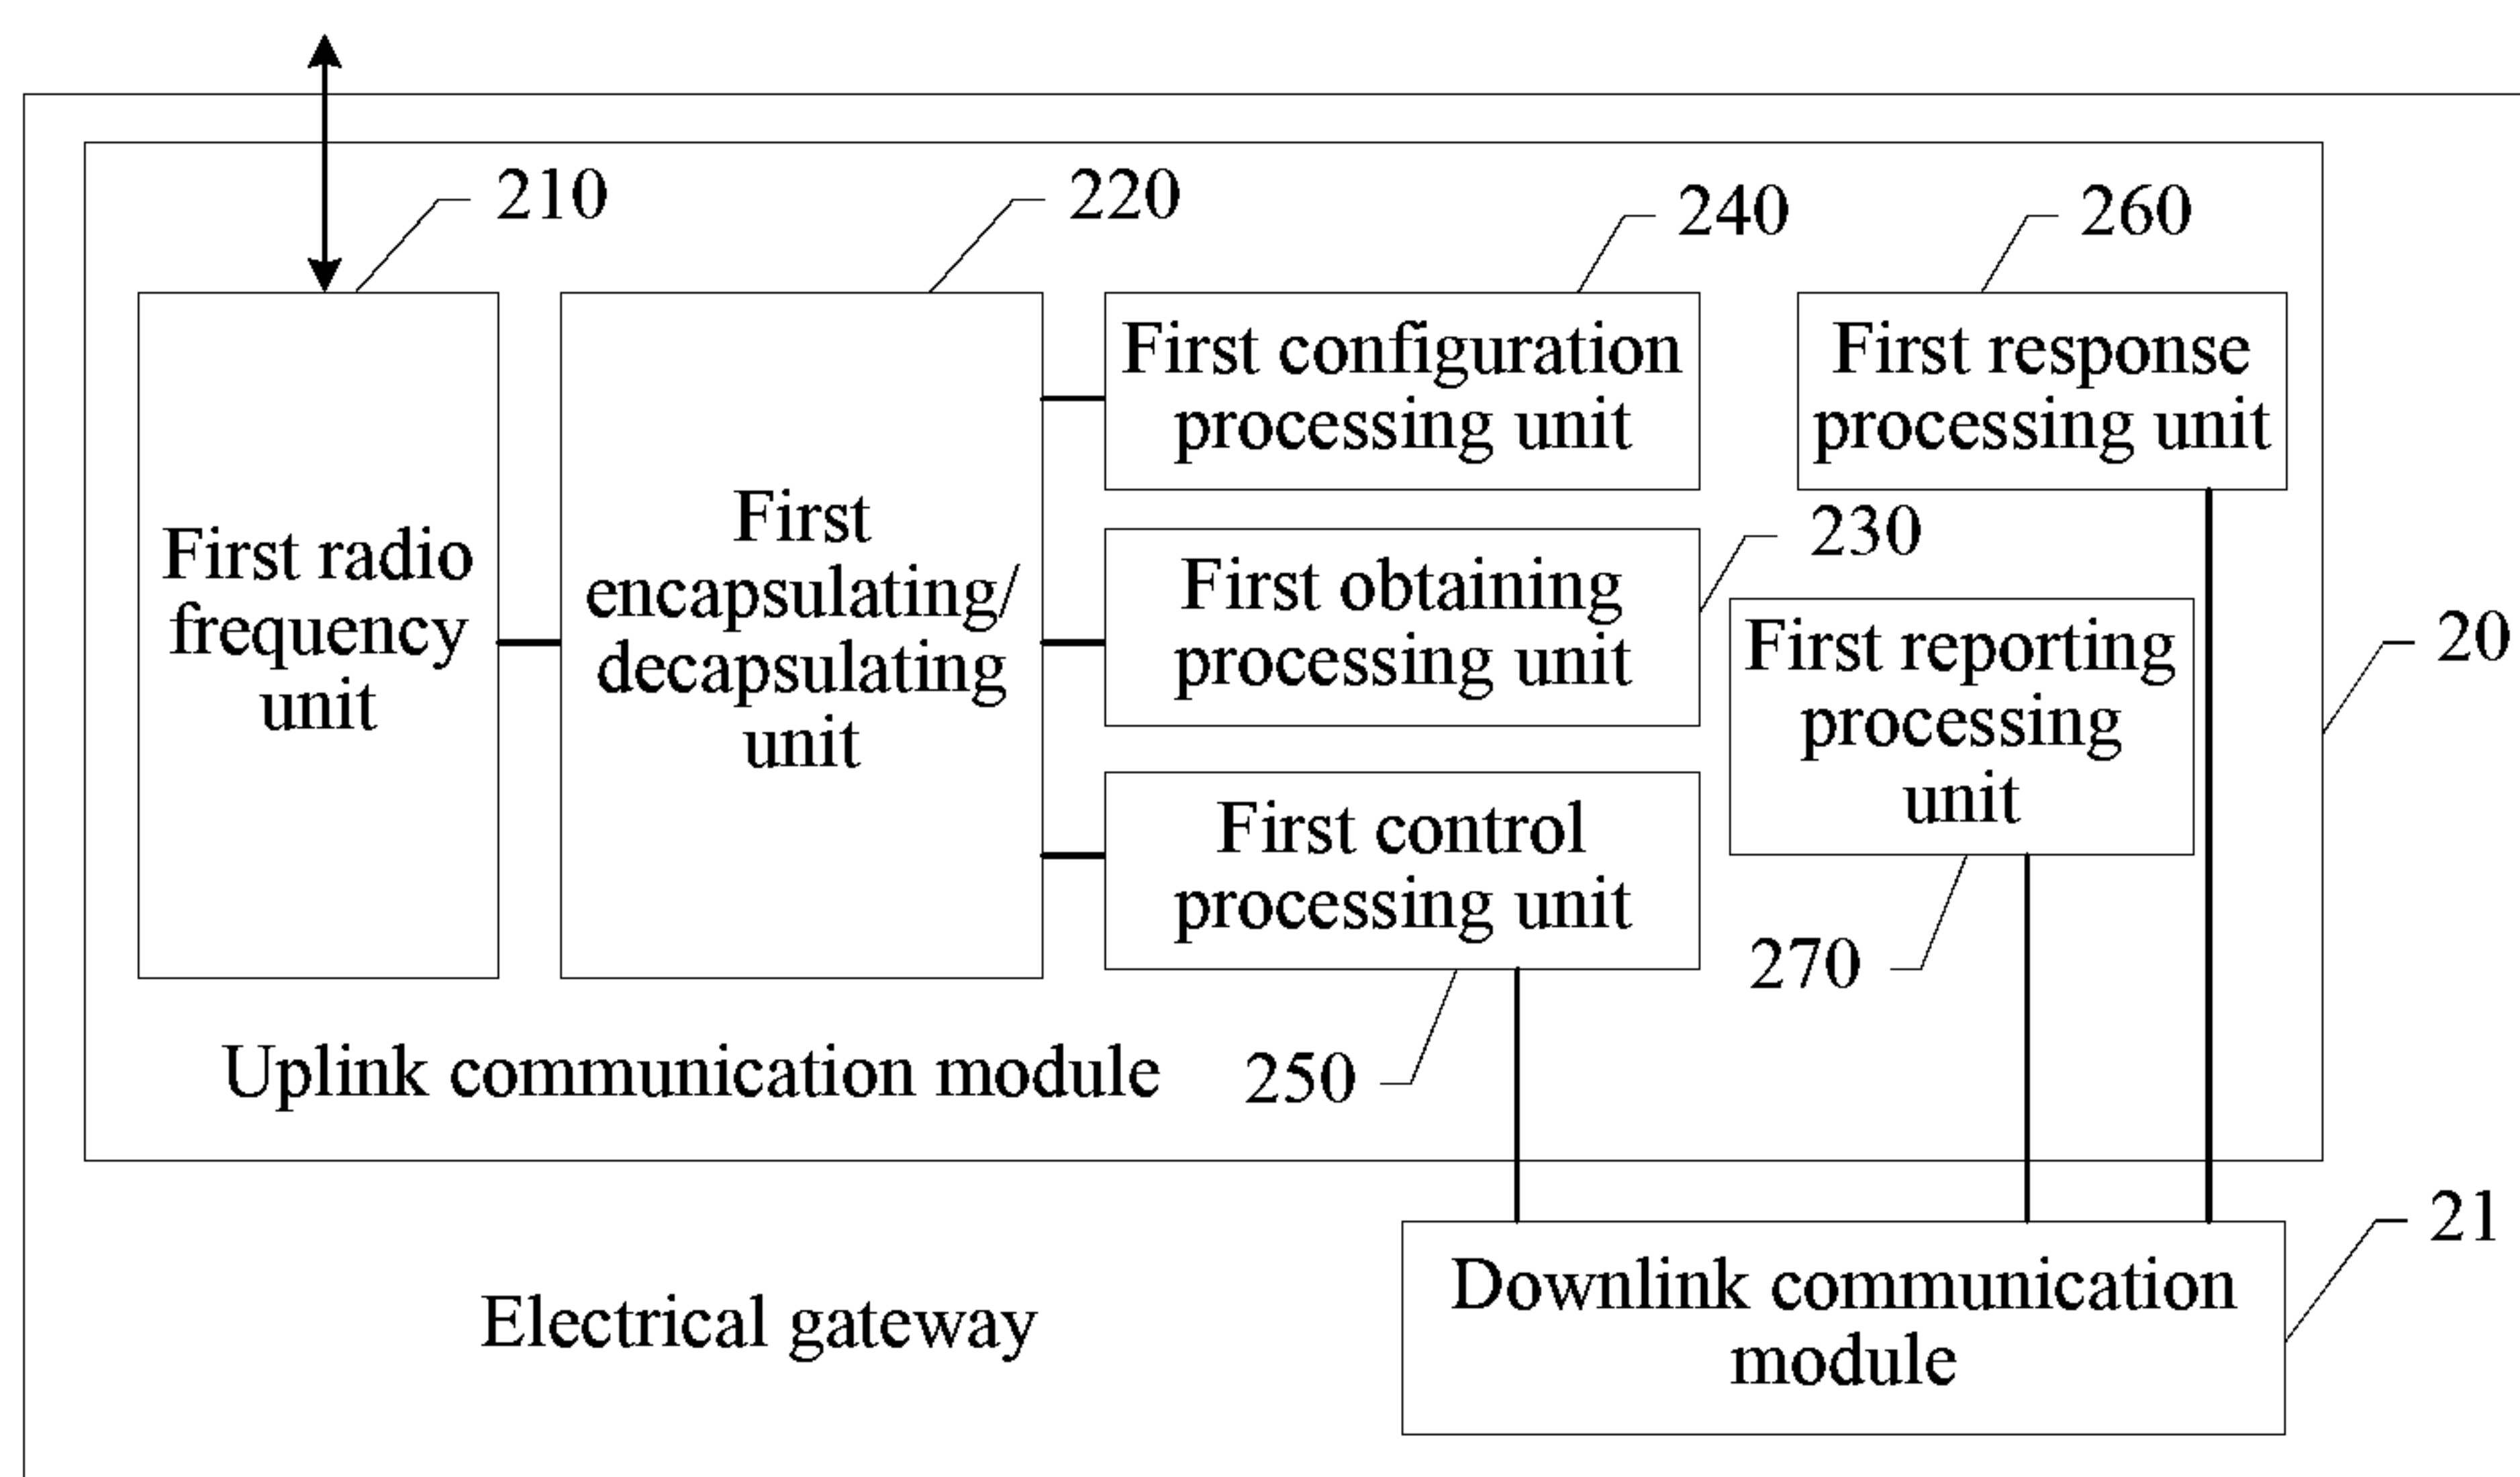 210
220
240
260
First radio
frequency
unit
First
encapsulating/
decapsulating
unit
First configuration
processing unit
First response
processing unit
230
First obtaining
processing unit
First reporting
processing
unit
20
First control
processing unit
270
250
Uplink communication module
21
Downlink communication
module
Electrical gateway